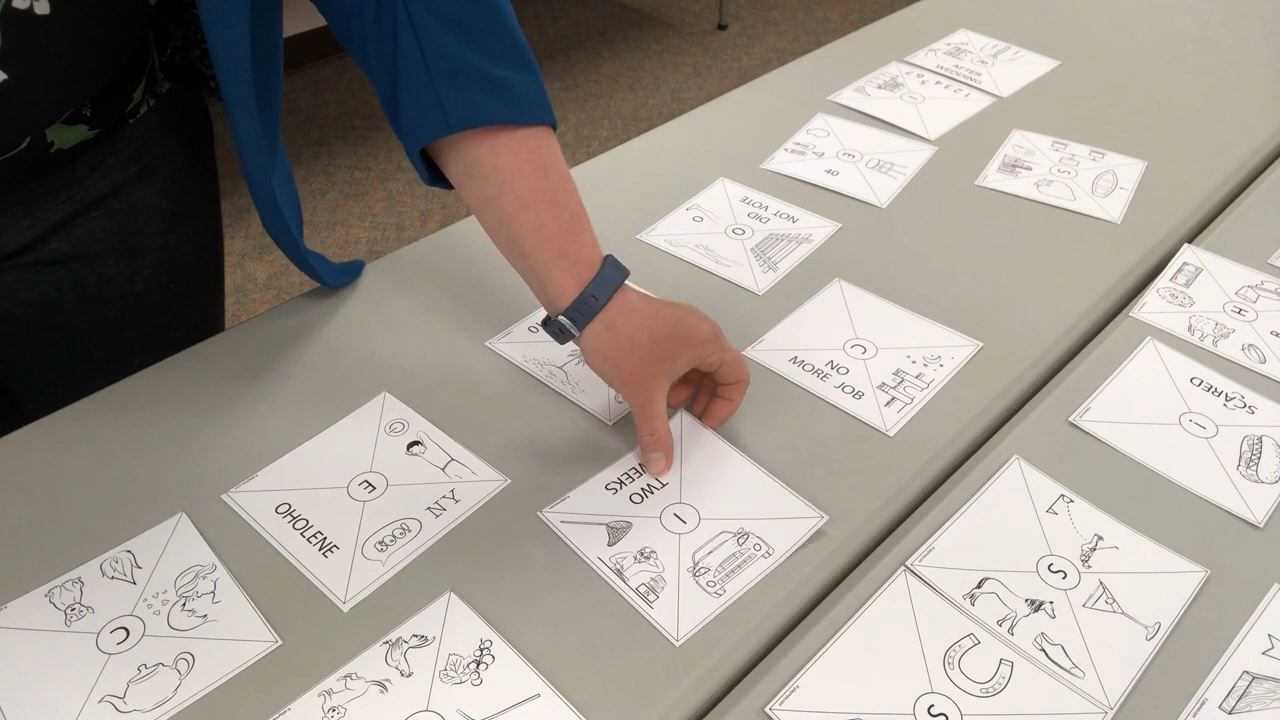 AFTER
WEDDING
1 2 3 4 5 6 7
E
40
S
DID
NOT VOTE
O
O
H
C
NO
MORE JOB
SCARED
I
E
NY
OHOLENE
TWO
WEEKS
I
S
C
S